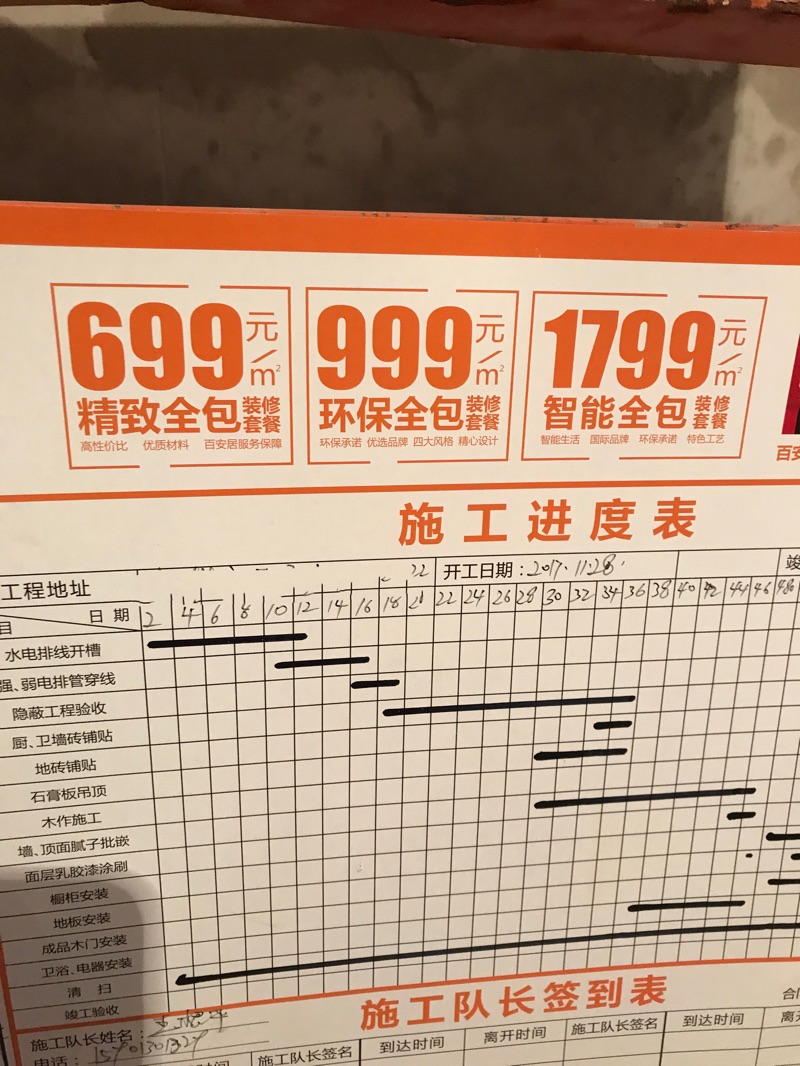 699元/m² 999元/m² 1799元/m²
精致全包装修套餐 环保全包装修套餐 智能全包装修套餐
高性价比 优质材料 百安居服务保障 环保承诺 优选品牌 四大风格 精心设计 智能生活 国际品牌 环保承诺 特色工艺
百安
施工进度表
工程地址 22 开工日期:2017.11.28. 竣
日期 2 4 6 8 10 12 14 16 18 22 24 26 28 30 32 34 36 38 40 42 44 46 48
目
水电排线开槽
强、弱电排管穿线
隐蔽工程验收
厨、卫墙砖铺贴
地砖铺贴
石膏板吊顶
木作施工
墙、顶面腻子批嵌
面层乳胶漆涂刷
橱柜安装
地板安装
成品木门安装
卫浴、电器安装
清扫
竣工验收
施工队长签到表
施工队长姓名: 合同
电话:
时间 施工队长签名 到达时间 离开时间 施工队长签名 到达时间 离开